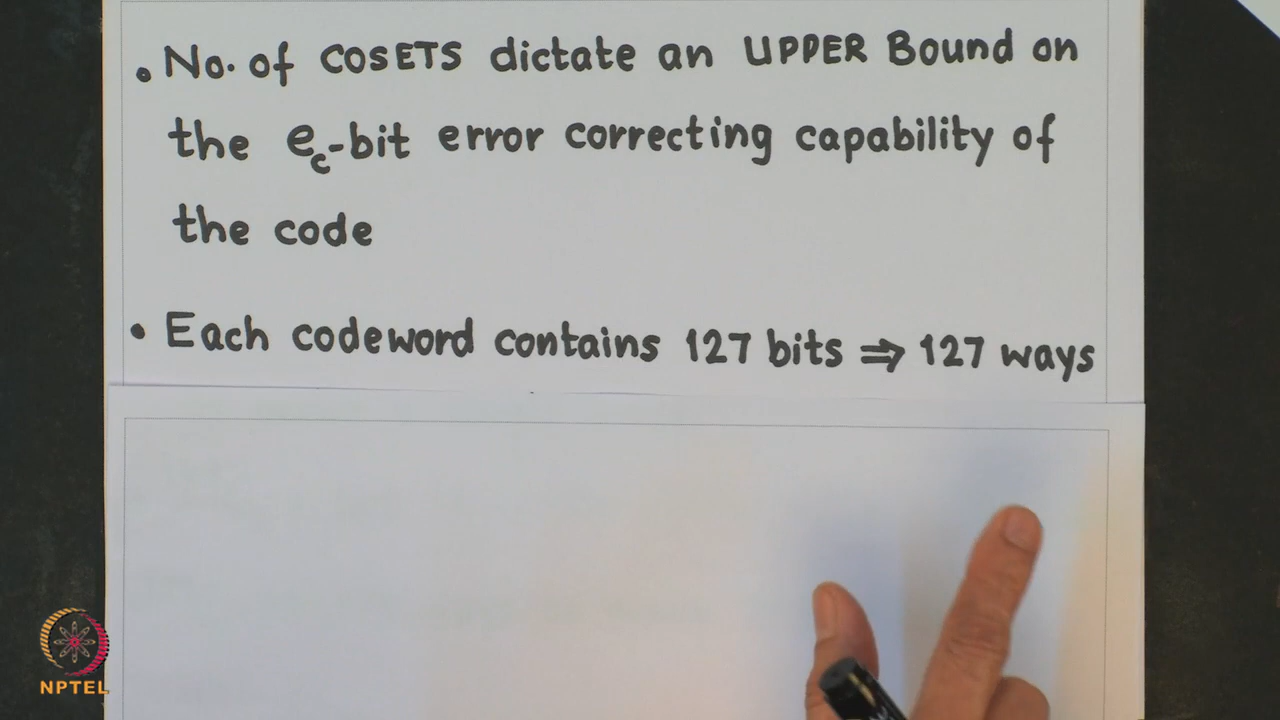 • No. of COSETS dictate an UPPER Bound on
the ec-bit error correcting capability of
the code
• Each codeword contains 127 bits ⇒ 127 ways
NPTEL